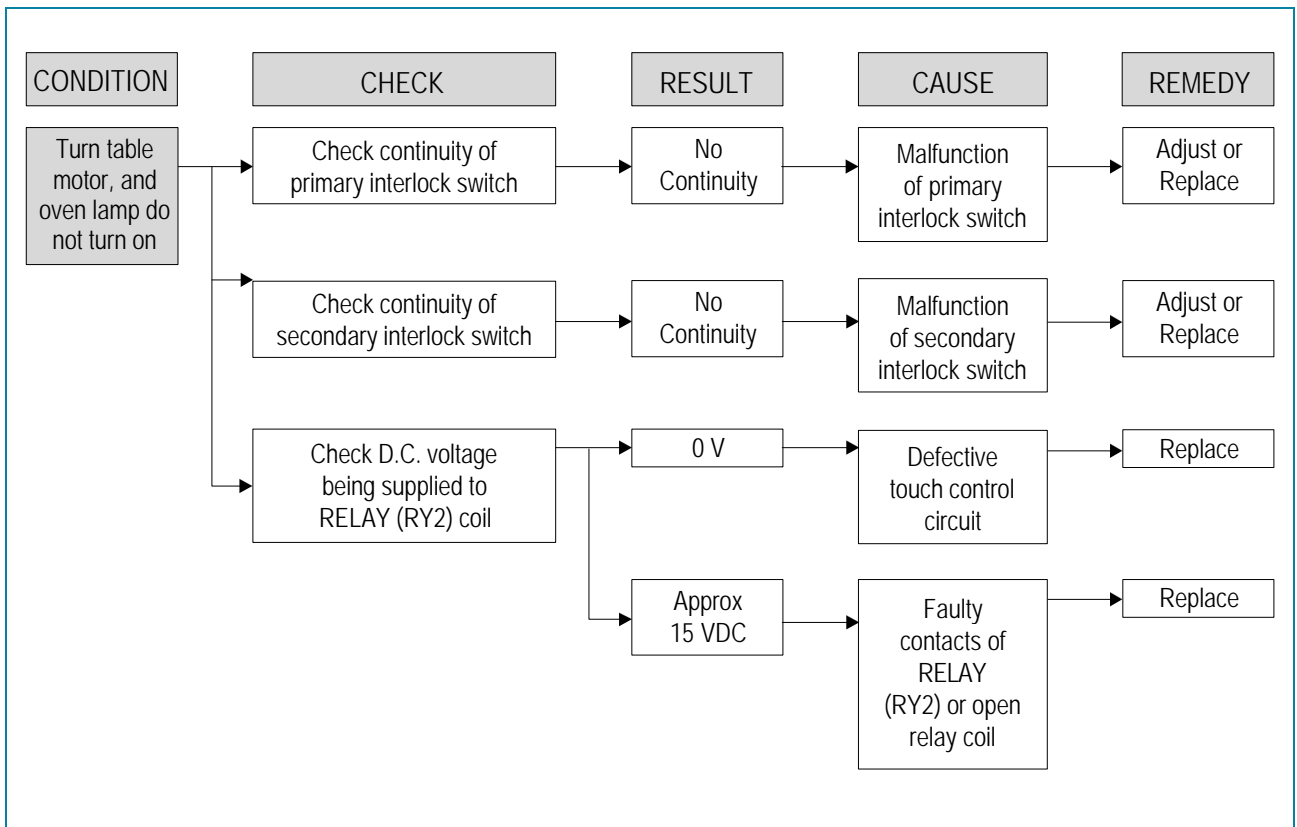 CONDITION
CHECK
RESULT
CAUSE
REMEDY
Turn table
motor, and
oven lamp do
not turn on
Check continuity of
primary interlock switch
No
Continuity
Malfunction
of primary
interlock switch
Adjust or
Replace
Check continuity of
secondary interlock switch
No
Continuity
Malfunction
of secondary
interlock switch
Adjust or
Replace
Check D.C. voltage
being supplied to
RELAY (RY2) coil
0 V
Defective
touch control
circuit
Replace
Approx
15 VDC
Faulty
contacts of
RELAY
(RY2) or open
relay coil
Replace